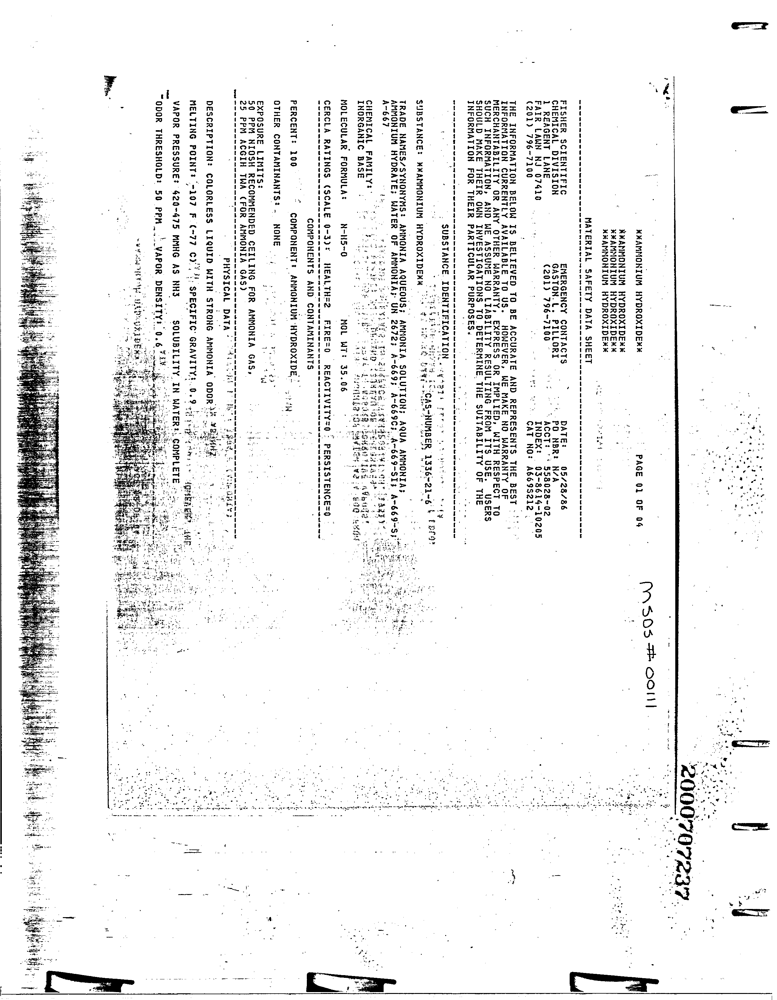 MSDS # 00111
2000707237
**AMMONIUM HYDROXIDE** PAGE 01 OF 04
**AMMONIUM HYDROXIDE**
**AMMONIUM HYDROXIDE**
**AMMONIUM HYDROXIDE**
MATERIAL SAFETY DATA SHEET
FISHER SCIENTIFIC EMERGENCY CONTACTS DATE: 05/28/86
CHEMICAL DIVISION GASTON L. PILLORI PO NBR: N/A
1 REAGENT LANE (201) 796-7100 ACCT: 558028-02
FAIR LAWN NJ 07410 INDEX: 03-8614-10205
(201) 796-7100 CAT NO: A669S212
THE INFORMATION BELOW IS BELIEVED TO BE ACCURATE AND REPRESENTS THE BEST
INFORMATION CURRENTLY AVAILABLE TO US. HOWEVER, WE MAKE NO WARRANTY OF
MERCHANTABILITY OR ANY OTHER WARRANTY, EXPRESS OR IMPLIED, WITH RESPECT TO
SUCH INFORMATION, AND WE ASSUME NO LIABILITY RESULTING FROM ITS USE. USERS
SHOULD MAKE THEIR OWN INVESTIGATIONS TO DETERMINE THE SUITABILITY OF THE
INFORMATION FOR THEIR PARTICULAR PURPOSES.
SUBSTANCE IDENTIFICATION
CAS-NUMBER 1336-21-6
SUBSTANCE: **AMMONIUM HYDROXIDE**
TRADE NAMES/SYNONYMS: AMMONIA AQUEOUS; AMMONIA SOLUTION; AQUA AMMONIA;
AMMONIUM HYDRATE; WATER OF AMMONIA; UN 2672; A-669; A-669C; A-669-SI; A-669-S;
A-667
CHEMICAL FAMILY:
INORGANIC BASE
MOLECULAR FORMULA: N-H5-O MOL WT: 35.06
CERCLA RATINGS (SCALE 0-3): HEALTH=2 FIRE=0 REACTIVITY=0 PERSISTENCE=0
COMPONENTS AND CONTAMINANTS
PERCENT: 100 COMPONENT: AMMONIUM HYDROXIDE
OTHER CONTAMINANTS: NONE
EXPOSURE LIMITS:
50 PPM NIOSH RECOMMENDED CEILING FOR AMMONIA GAS.
25 PPM ACGIH TWA (FOR AMMONIA GAS)
PHYSICAL DATA
DESCRIPTION: COLORLESS LIQUID WITH STRONG AMMONIA ODOR
MELTING POINT: -107 F (-77 C) SPECIFIC GRAVITY: 0.9
VAPOR PRESSURE: 420-475 MMHG AS NH3 SOLUBILITY IN WATER: COMPLETE
ODOR THRESHOLD: 50 PPM VAPOR DENSITY: 0.6